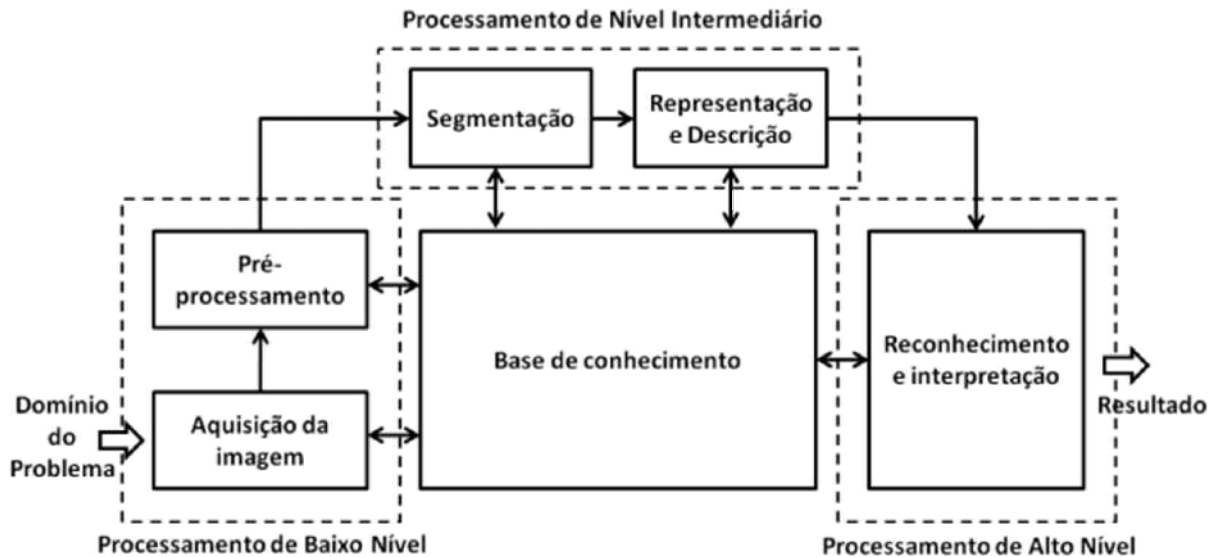 Processamento de Nível Intermediário
Segmentação
Representação
e Descrição
Pré-
processamento
Base de conhecimento
Reconhecimento
e interpretação
Domínio
do
Problema
Aquisição da
imagem
Resultado
Processamento de Baixo Nível
Processamento de Alto Nível